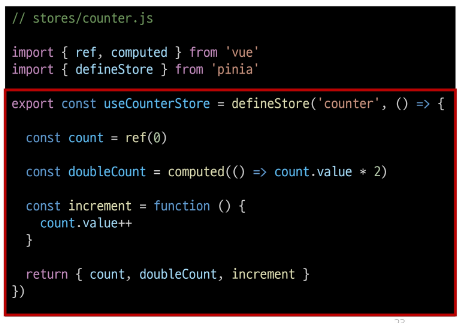 // stores/counter.js

import { ref, computed } from 'vue'
import { defineStore } from 'pinia'

export const useCounterStore = defineStore('counter', () => {

  const count = ref(0)

  const doubleCount = computed(() => count.value * 2)

  const increment = function () {
    count.value++
  }

  return { count, doubleCount, increment }
})